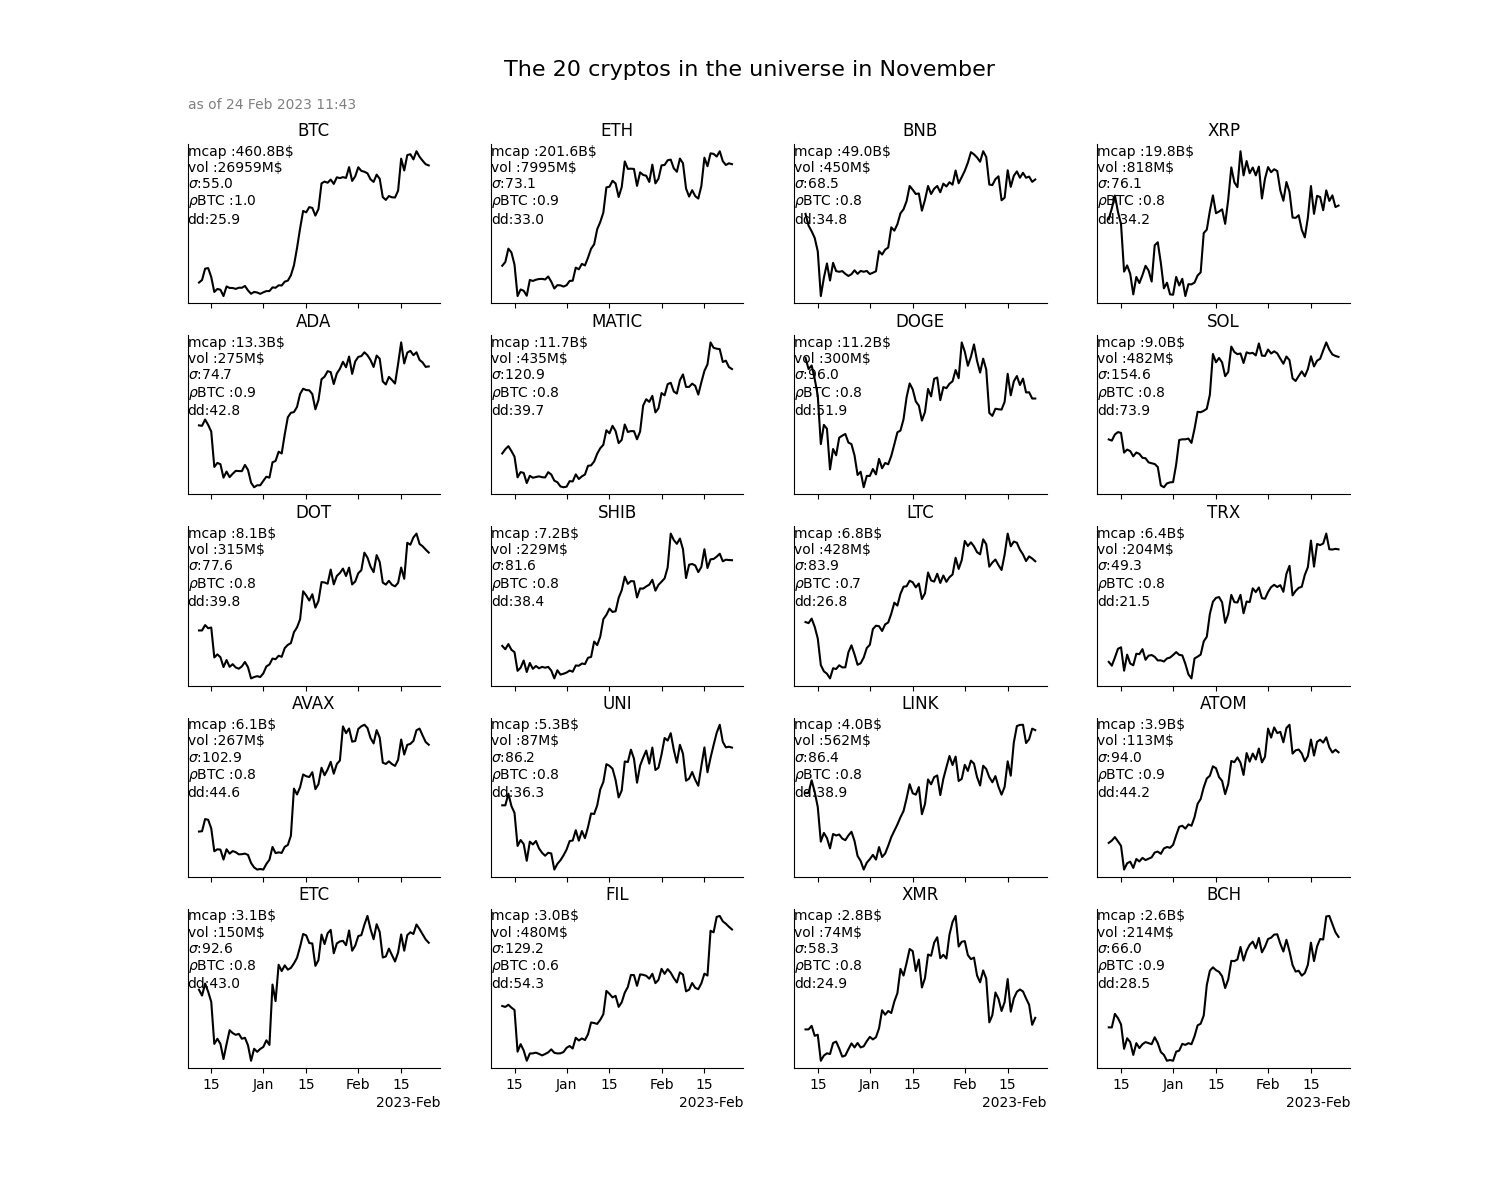 The 20 cryptos in the universe in November
as of 24 Feb 2023 11:43
BTC
mcap :460.8B$
vol :26959M$
σ:55.0
ρBTC :1.0
dd:25.9
ETH
mcap :201.6B$
vol :7995M$
σ:73.1
ρBTC :0.9
dd:33.0
BNB
mcap :49.0B$
vol :450M$
σ:68.5
ρBTC :0.8
dd:34.8
XRP
mcap :19.8B$
vol :818M$
σ:76.1
ρBTC :0.8
dd:34.2
ADA
mcap :13.3B$
vol :275M$
σ:74.7
ρBTC :0.9
dd:42.8
MATIC
mcap :11.7B$
vol :435M$
σ:120.9
ρBTC :0.8
dd:39.7
DOGE
mcap :11.2B$
vol :300M$
σ:96.0
ρBTC :0.8
dd:51.9
SOL
mcap :9.0B$
vol :482M$
σ:154.6
ρBTC :0.8
dd:73.9
DOT
mcap :8.1B$
vol :315M$
σ:77.6
ρBTC :0.8
dd:39.8
SHIB
mcap :7.2B$
vol :229M$
σ:81.6
ρBTC :0.8
dd:38.4
LTC
mcap :6.8B$
vol :428M$
σ:83.9
ρBTC :0.7
dd:26.8
TRX
mcap :6.4B$
vol :204M$
σ:49.3
ρBTC :0.8
dd:21.5
AVAX
mcap :6.1B$
vol :267M$
σ:102.9
ρBTC :0.8
dd:44.6
UNI
mcap :5.3B$
vol :87M$
σ:86.2
ρBTC :0.8
dd:36.3
LINK
mcap :4.0B$
vol :562M$
σ:86.4
ρBTC :0.8
dd:38.9
ATOM
mcap :3.9B$
vol :113M$
σ:94.0
ρBTC :0.9
dd:44.2
ETC
mcap :3.1B$
vol :150M$
σ:92.6
ρBTC :0.8
dd:43.0
FIL
mcap :3.0B$
vol :480M$
σ:129.2
ρBTC :0.6
dd:54.3
XMR
mcap :2.8B$
vol :74M$
σ:58.3
ρBTC :0.8
dd:24.9
BCH
mcap :2.6B$
vol :214M$
σ:66.0
ρBTC :0.9
dd:28.5
15 Jan 15 Feb 15
2023-Feb
15 Jan 15 Feb 15
2023-Feb
15 Jan 15 Feb 15
2023-Feb
15 Jan 15 Feb 15
2023-Feb